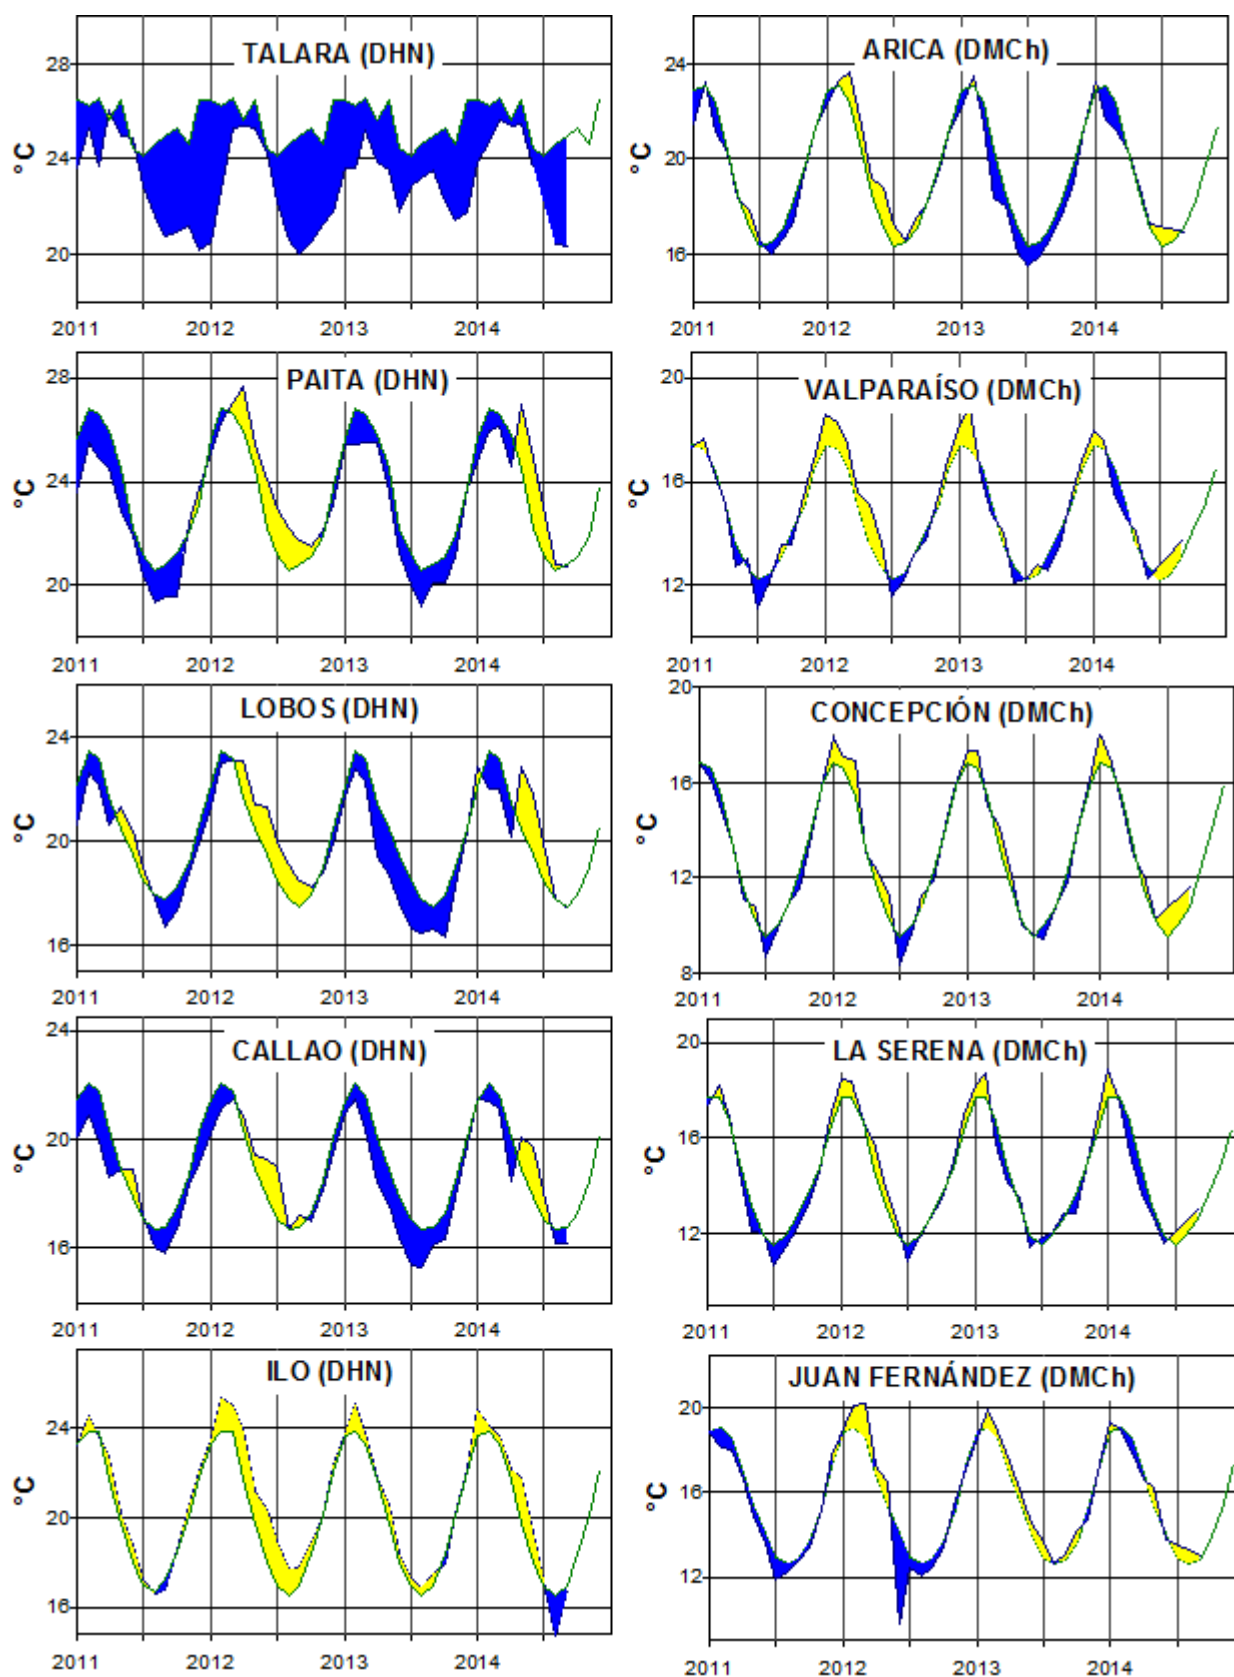 TALARA (DHN)
28
24
20
°C
2011 2012 2013 2014
ARICA (DMCh)
24
20
16
°C
2011 2012 2013 2014
PAITA (DHN)
28
24
20
°C
2011 2012 2013 2014
VALPARAÍSO (DMCh)
20
16
12
°C
2011 2012 2013 2014
LOBOS (DHN)
24
20
16
°C
2011 2012 2013 2014
CONCEPCIÓN (DMCh)
20
16
12
8
°C
2011 2012 2013 2014
CALLAO (DHN)
24
20
16
°C
2011 2012 2013 2014
LA SERENA (DMCh)
20
16
12
°C
2011 2012 2013 2014
ILO (DHN)
24
20
16
°C
2011 2012 2013 2014
JUAN FERNÁNDEZ (DMCh)
20
16
12
°C
2011 2012 2013 2014